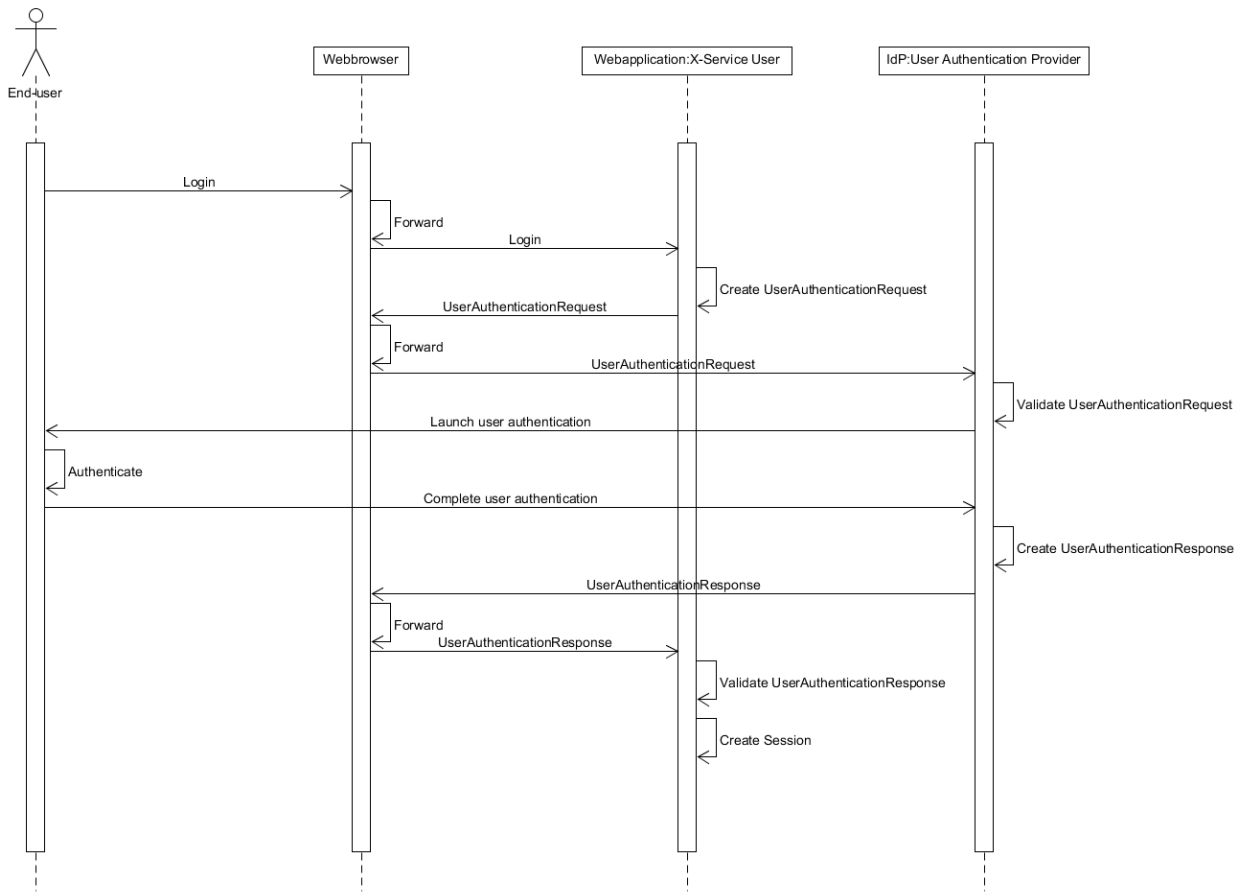 End-user
Webbrowser
Webapplication:X-Service User
IdP:User Authentication Provider
Login
Forward
Login
Create UserAuthenticationRequest
UserAuthenticationRequest
Forward
UserAuthenticationRequest
Validate UserAuthenticationRequest
Launch user authentication
Authenticate
Complete user authentication
Create UserAuthenticationResponse
UserAuthenticationResponse
Forward
UserAuthenticationResponse
Validate UserAuthenticationResponse
Create Session